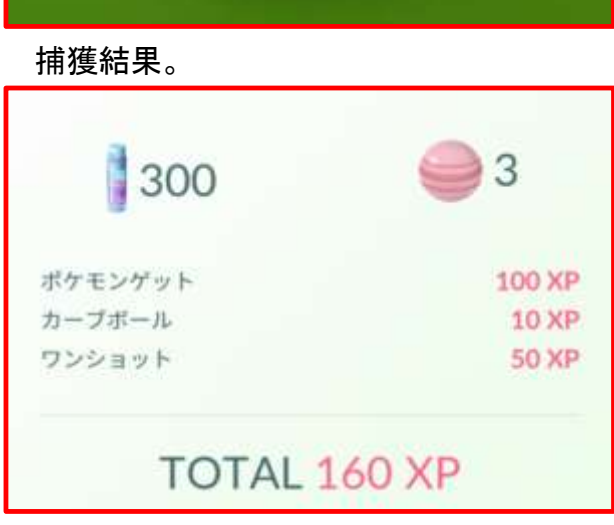 捕獲結果。
300
3
ポケモンゲット 100 XP
カーブボール 10 XP
ワンショット 50 XP
TOTAL 160 XP